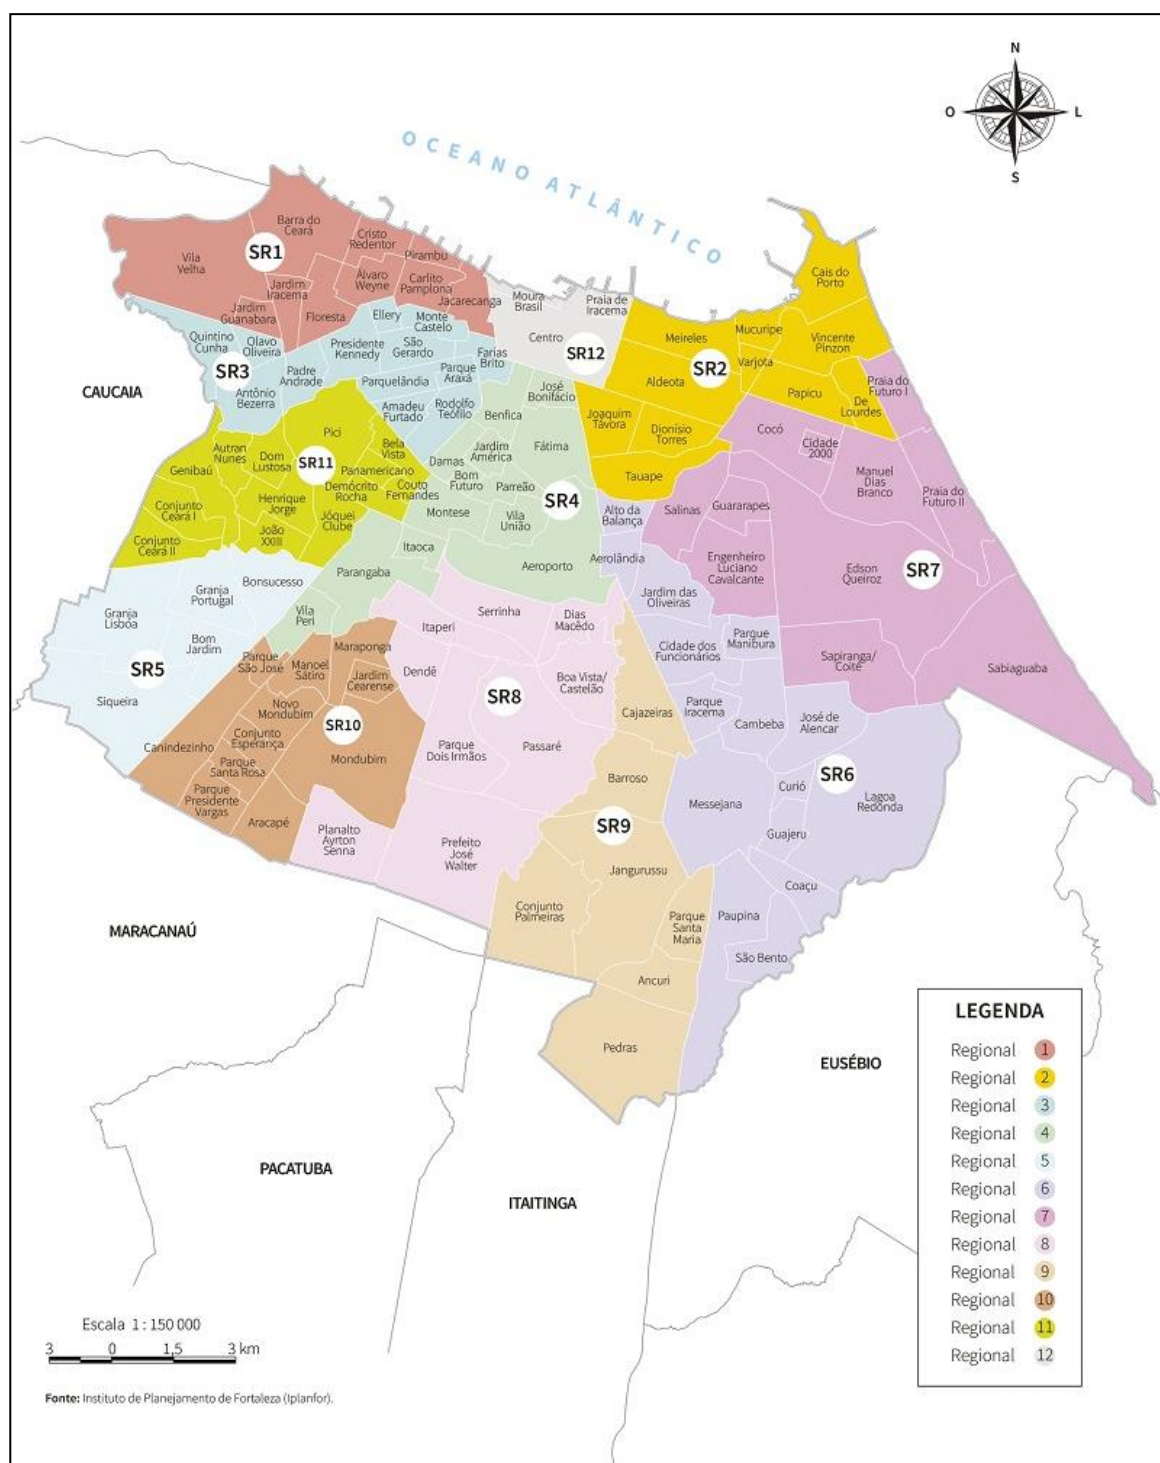 N
O
L
S
OCEANO ATLÂNTICO
Barra do
Ceará
Cristo
Redentor
Pirambu
SR1
Vila
Velha
Álvaro
Weyne
Carlito
Pamplona
Jardim
Iracema
Jacarecanga
Jardim
Guanabara
Floresta
Moura
Brasil
Praia de
Iracema
Centro
SR12
Cais do
Porto
Meireles
Mucuripe
Vincente
Pinzon
SR2
Varjota
Aldeota
Papicu
De
Lourdes
Praia do
Futuro I
Joaquim
Távora
Dionísio
Torres
Tauape
Ellery
Monte
Castelo
Quintino
Cunha
Olavo
Oliveira
Presidente
Kennedy
São
Gerardo
Farias
Brito
SR3
Padre
Andrade
Parquelândia
Parque
Araxá
Antônio
Bezerra
Amadeu
Furtado
Rodolfo
Teófilo
CAUCAIA
José
Bonifácio
Benfica
Jardim
América
Fátima
Damas
Bom
Futuro
Parreão
SR4
Montese
Vila
União
Itaoca
Aeroporto
Parangaba
Vila
Peri
Pici
Bela
Vista
Autran
Nunes
Dom
Lustosa
SR11
Panamericano
Genibaú
Demócrito
Rocha
Couto
Fernandes
Henrique
Jorge
Conjunto
Ceará I
João
XXIII
Jóquei
Clube
Conjunto
Ceará II
Cocó
Cidade
2000
Manuel
Dias
Branco
Praia do
Futuro II
Salinas
Guararapes
Engenheiro
Luciano
Cavalcante
Edson
Queiroz
SR7
Sapiranga/
Coité
Sabiaguaba
Alto da
Balança
Aerolândia
Jardim das
Oliveiras
Cidade dos
Funcionários
Parque
Manibura
Parque
Iracema
Cambeba
José de
Alencar
SR6
Messejana
Curió
Lagoa
Redonda
Guajeru
Coaçu
Paupina
São Bento
Bonsucesso
Granja
Portugal
Granja
Lisboa
Bom
Jardim
SR5
Siqueira
Serrinha
Dias
Macêdo
Itaperi
Dendê
Boa Vista/
Castelão
SR8
Parque
Dois Irmãos
Passaré
Planalto
Ayrton
Senna
Prefeito
José
Walter
Maraponga
Parque
São José
Manoel
Sátiro
Jardim
Cearense
Novo
Mondubim
SR10
Canindezinho
Conjunto
Esperança
Mondubim
Parque
Santa Rosa
Parque
Presidente
Vargas
Aracapé
Cajazeiras
Barroso
SR9
Jangurussu
Conjunto
Palmeiras
Parque
Santa
Maria
Ancuri
Pedras
MARACANAÚ
PACATUBA
ITAITINGA
EUSÉBIO
LEGENDA
Regional 1
Regional 2
Regional 3
Regional 4
Regional 5
Regional 6
Regional 7
Regional 8
Regional 9
Regional 10
Regional 11
Regional 12
Escala 1 : 150 000
3 0 1,5 3 km
Fonte: Instituto de Planejamento de Fortaleza (Iplanfor).